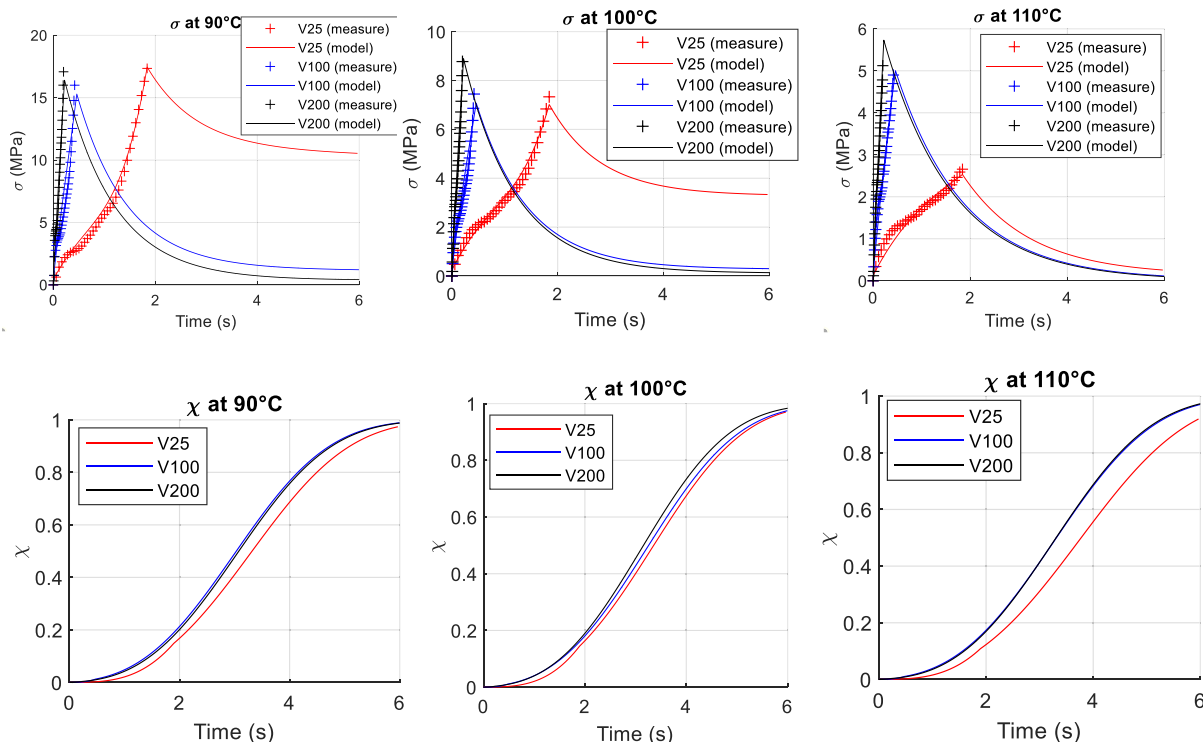 σ at 90°C
V25 (measure)
V25 (model)
V100 (measure)
V100 (model)
V200 (measure)
V200 (model)
20
15
10
5
0
σ (MPa)
0 2 4 6
Time (s)
σ at 100°C
V25 (measure)
V25 (model)
V100 (measure)
V100 (model)
V200 (measure)
V200 (model)
10
8
6
4
2
0
σ (MPa)
0 2 4 6
Time (s)
σ at 110°C
V25 (measure)
V25 (model)
V100 (measure)
V100 (model)
V200 (measure)
V200 (model)
6
5
4
3
2
1
0
σ (MPa)
0 2 4 6
Time (s)
χ at 90°C
V25
V100
V200
1
0.8
0.6
0.4
0.2
0
χ
0 2 4 6
Time (s)
χ at 100°C
V25
V100
V200
1
0.8
0.6
0.4
0.2
0
χ
0 2 4 6
Time (s)
χ at 110°C
V25
V100
V200
1
0.8
0.6
0.4
0.2
0
χ
0 2 4 6
Time (s)